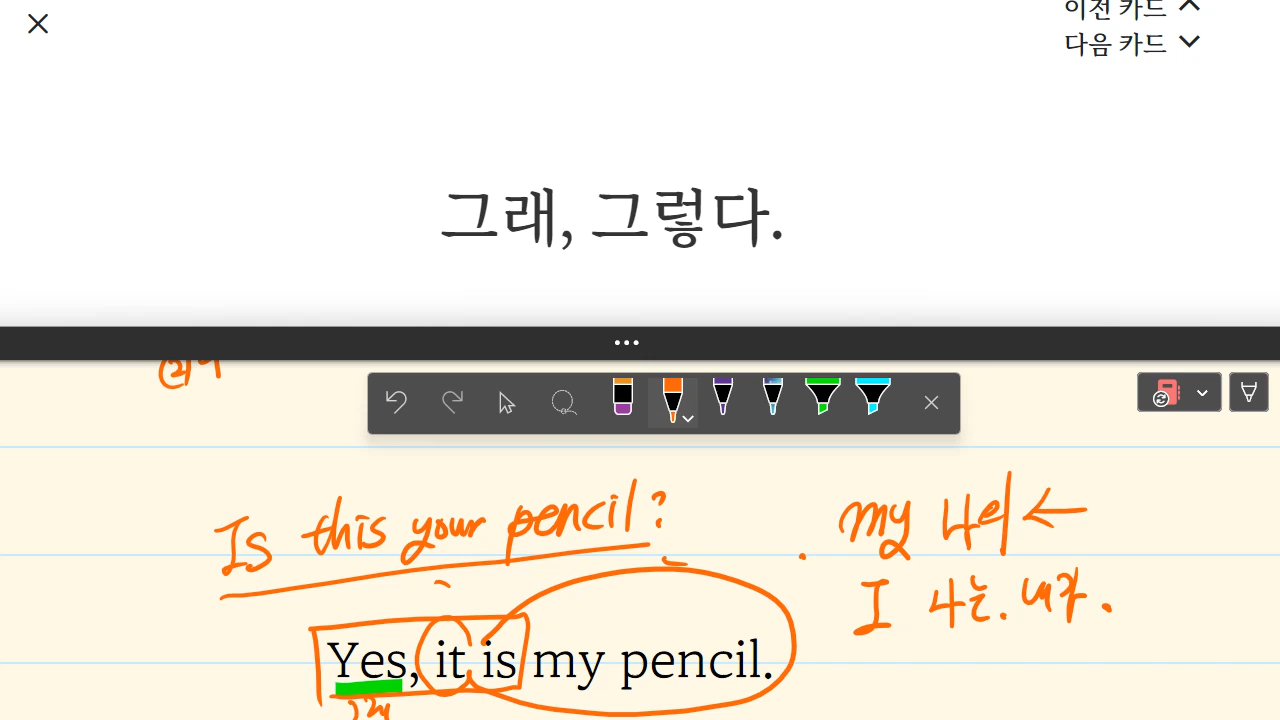 이전 카드
다음 카드
그래, 그렇다.
Is this your pencil?
my 나의 ←
I 나는. 내가.
Yes, it is my pencil.